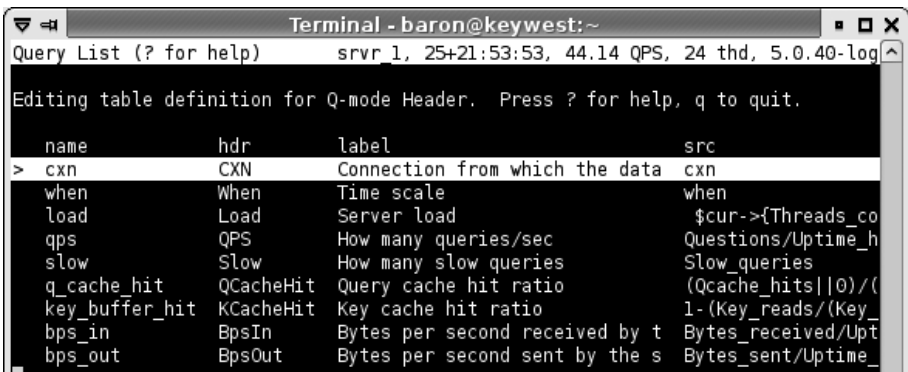 Terminal - baron@keywest:~
Query List (? for help) srvr_1, 25+21:53:53, 44.14 QPS, 24 thd, 5.0.40-log
Editing table definition for Q-mode Header. Press ? for help, q to quit.
name hdr label src
> cxn CXN Connection from which the data cxn
when When Time scale when
load Load Server load $cur->{Threads_co
qps QPS How many queries/sec Questions/Uptime_h
slow Slow How many slow queries Slow_queries
q_cache_hit QCacheHit Query cache hit ratio (Qcache_hits||0)/(
key_buffer_hit KCacheHit Key cache hit ratio 1-(Key_reads/(Key_
bps_in BpsIn Bytes per second received by t Bytes_received/Upt
bps_out BpsOut Bytes per second sent by the s Bytes_sent/Uptime_